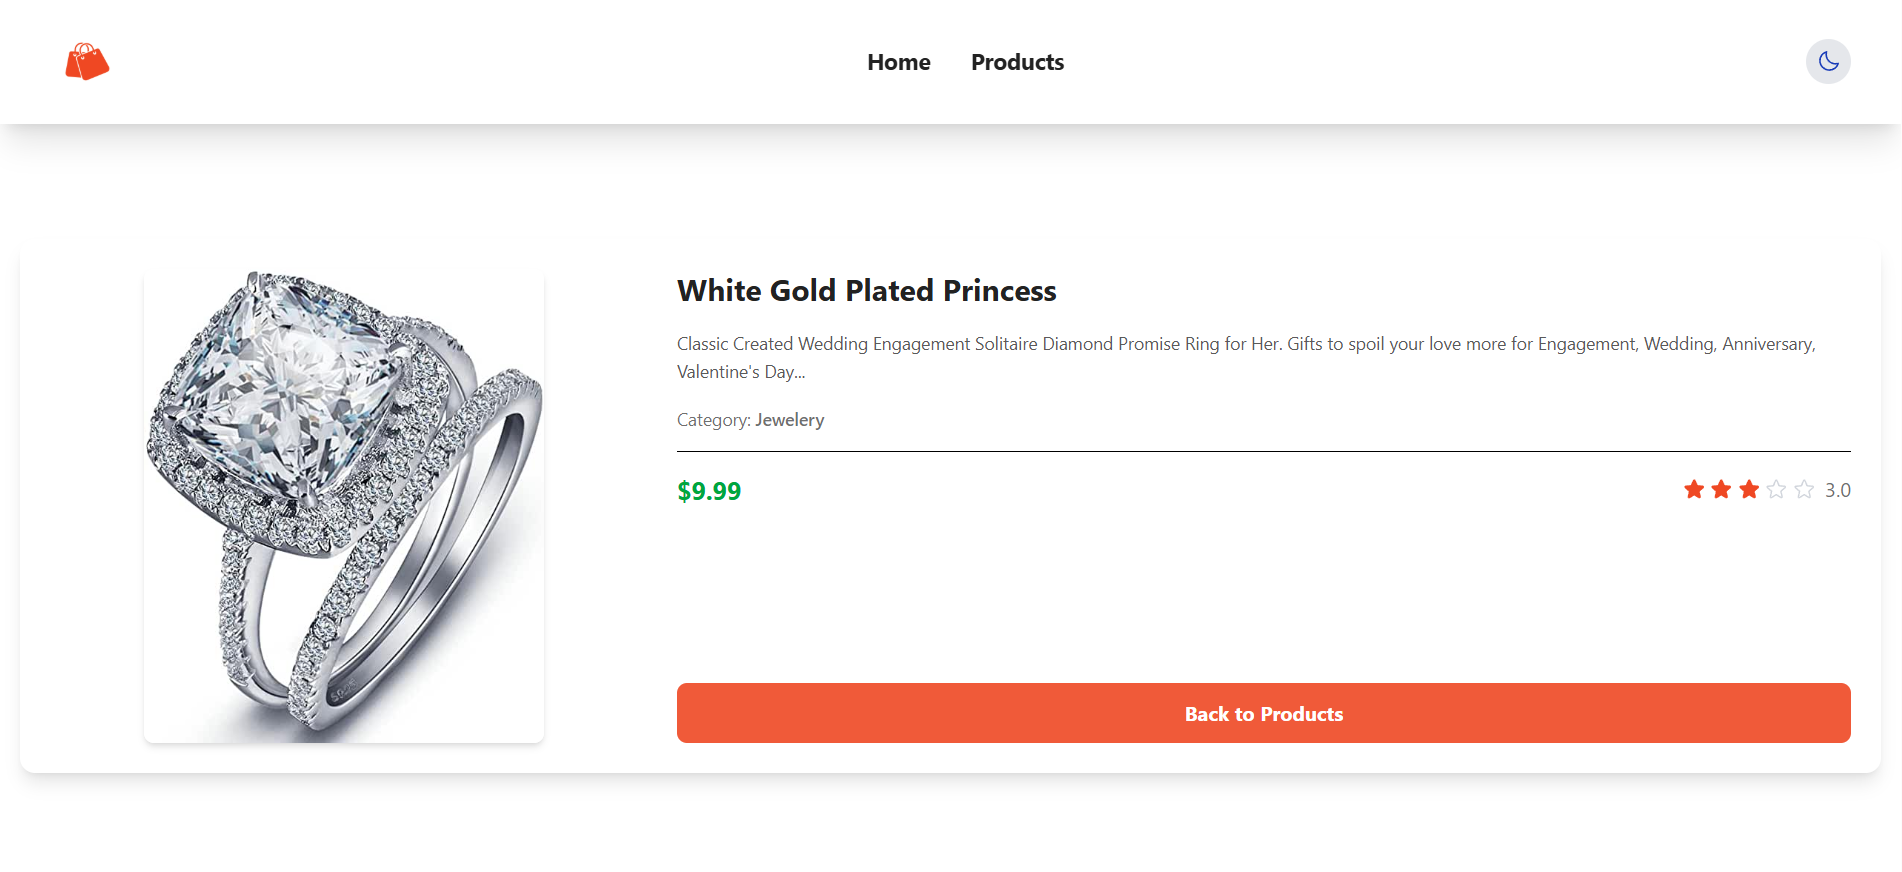 Home Products
White Gold Plated Princess
Classic Created Wedding Engagement Solitaire Diamond Promise Ring for Her. Gifts to spoil your love more for Engagement, Wedding, Anniversary,
Valentine's Day...
Category: Jewelery
$9.99
3.0
Back to Products